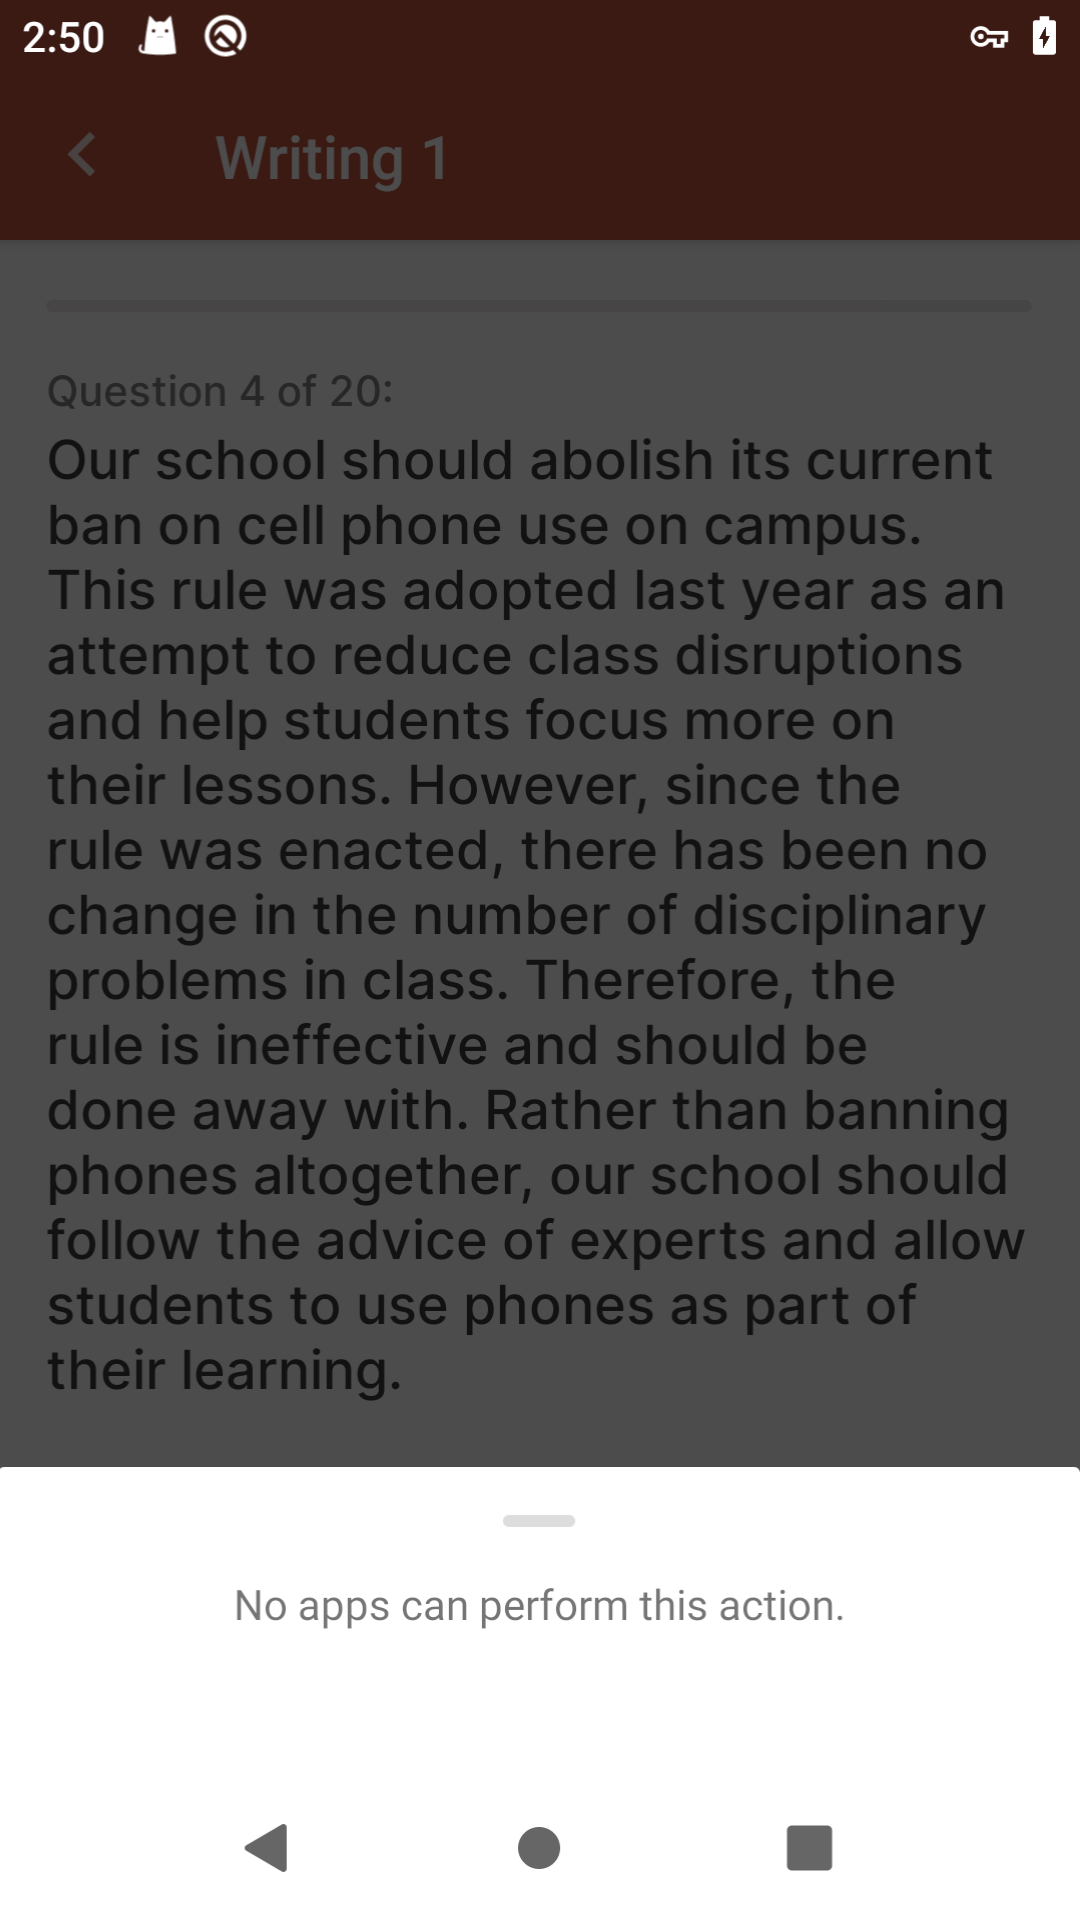 2:50
Writing 1
Question 4 of 20:
Our school should abolish its current
ban on cell phone use on campus.
This rule was adopted last year as an
attempt to reduce class disruptions
and help students focus more on
their lessons. However, since the
rule was enacted, there has been no
change in the number of disciplinary
problems in class. Therefore, the
rule is ineffective and should be
done away with. Rather than banning
phones altogether, our school should
follow the advice of experts and allow
students to use phones as part of
their learning.
No apps can perform this action.